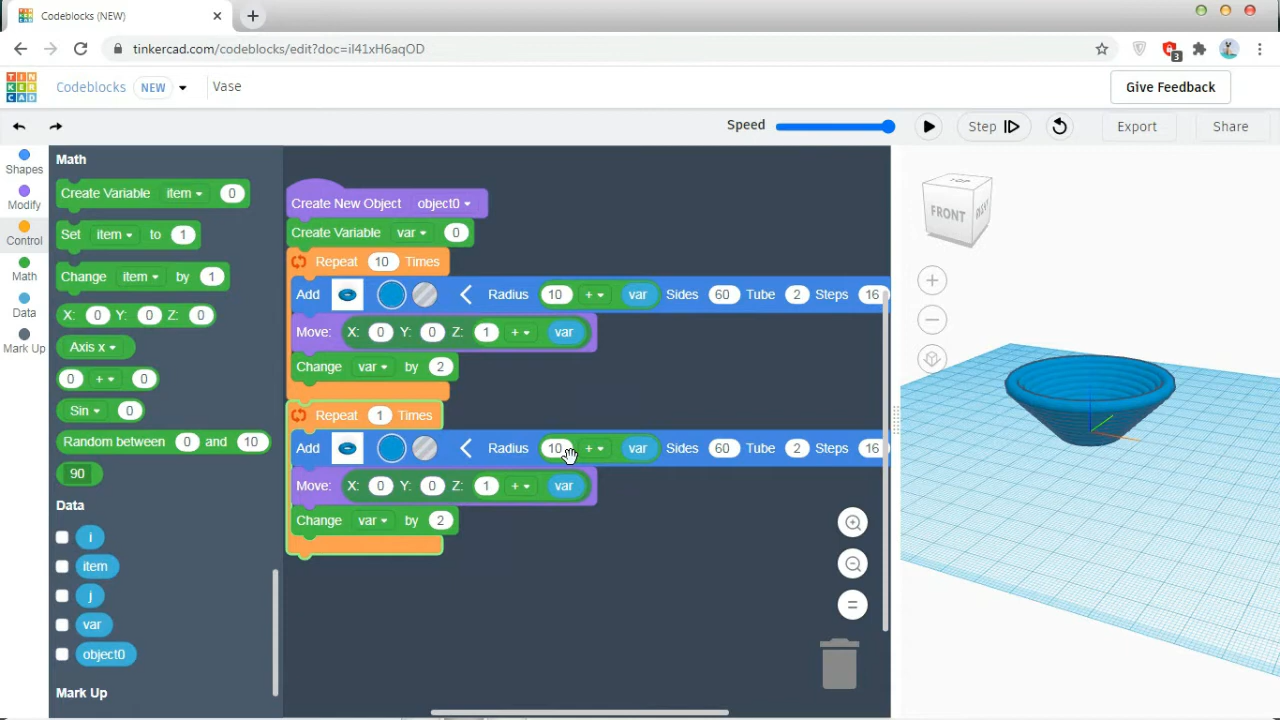 Codeblocks (NEW)
tinkercad.com/codeblocks/edit?doc=il41xH6aqOD
3
TIN
KER
CAD
Codeblocks NEW Vase
Give Feedback
Speed Step Export Share
Shapes
Modify
Control
Math
Data
Mark Up
Math
Create Variable item 0
Set item to 1
Change item by 1
X: 0 Y: 0 Z: 0
Axis x
0 + 0
Sin 0
Random between 0 and 10
90
Data
i
item
j
var
object0
Mark Up
Create New Object object0
Create Variable var 0
Repeat 10 Times
Add Radius 10 + var Sides 60 Tube 2 Steps 16
Move: X: 0 Y: 0 Z: 1 + var
Change var by 2
Repeat 1 Times
Add Radius 10 + var Sides 60 Tube 2 Steps 16
Move: X: 0 Y: 0 Z: 1 + var
Change var by 2
TOP
FRONT